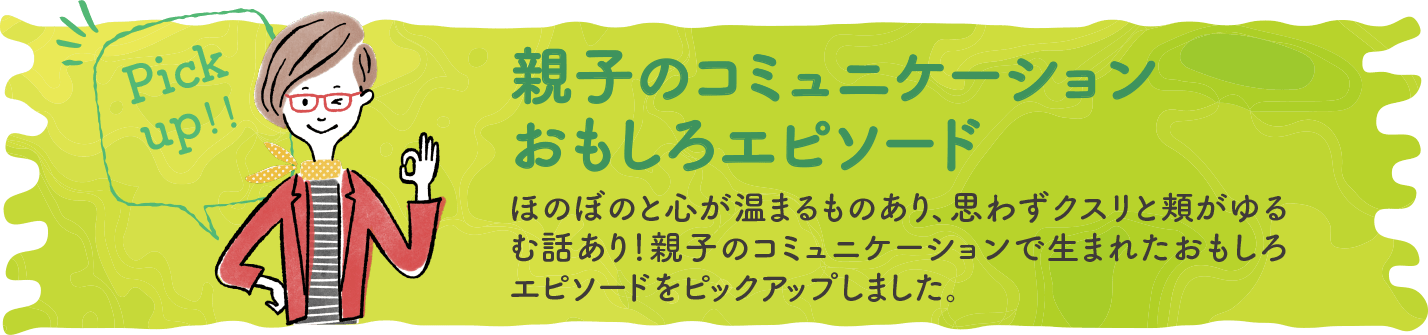 Pick
up!!
親子のコミュニケーション
おもしろエピソード
ほのぼのと心が温まるものあり、思わずクスリと頬がゆる
む話あり！親子のコミュニケーションで生まれたおもしろ
エピソードをピックアップしました。